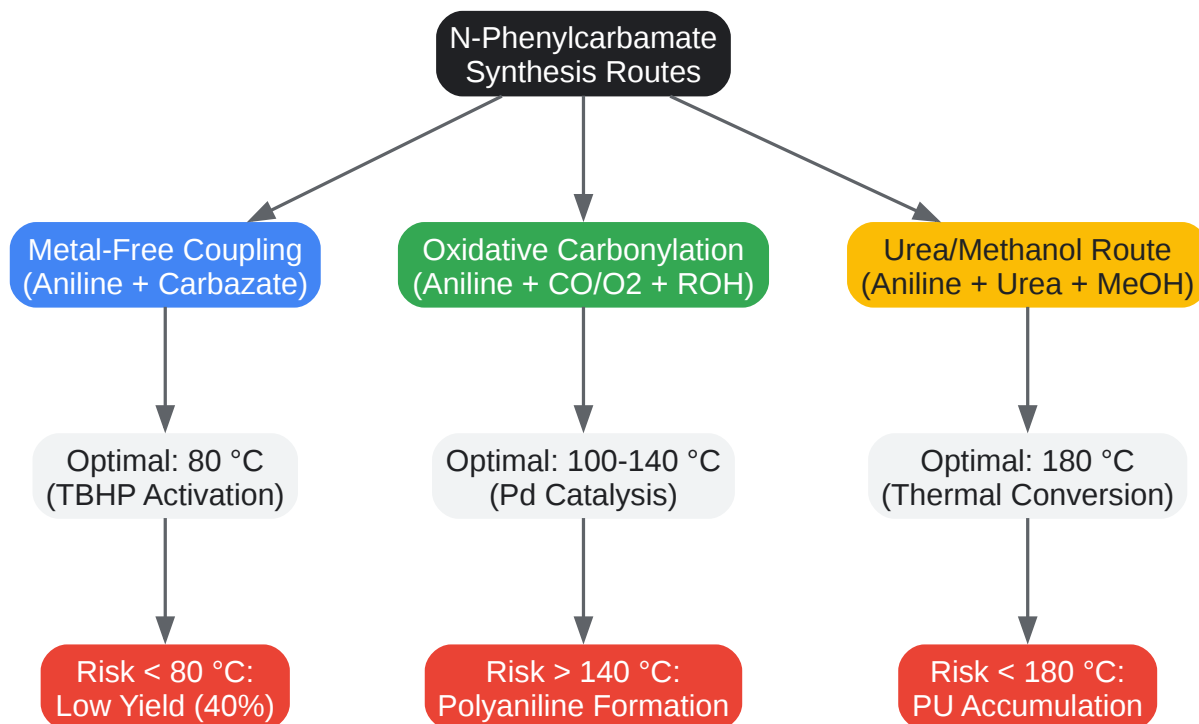 N-Phenylcarbamate
Synthesis Routes
Metal-Free Coupling
(Aniline + Carbazate)
Oxidative Carbonylation
(Aniline + CO/O2 + ROH)
Urea/Methanol Route
(Aniline + Urea + MeOH)
Optimal: 80 °C
(TBHP Activation)
Optimal: 100-140 °C
(Pd Catalysis)
Optimal: 180 °C
(Thermal Conversion)
Risk < 80 °C:
Low Yield (40%)
Risk > 140 °C:
Polyaniline Formation
Risk < 180 °C:
PU Accumulation